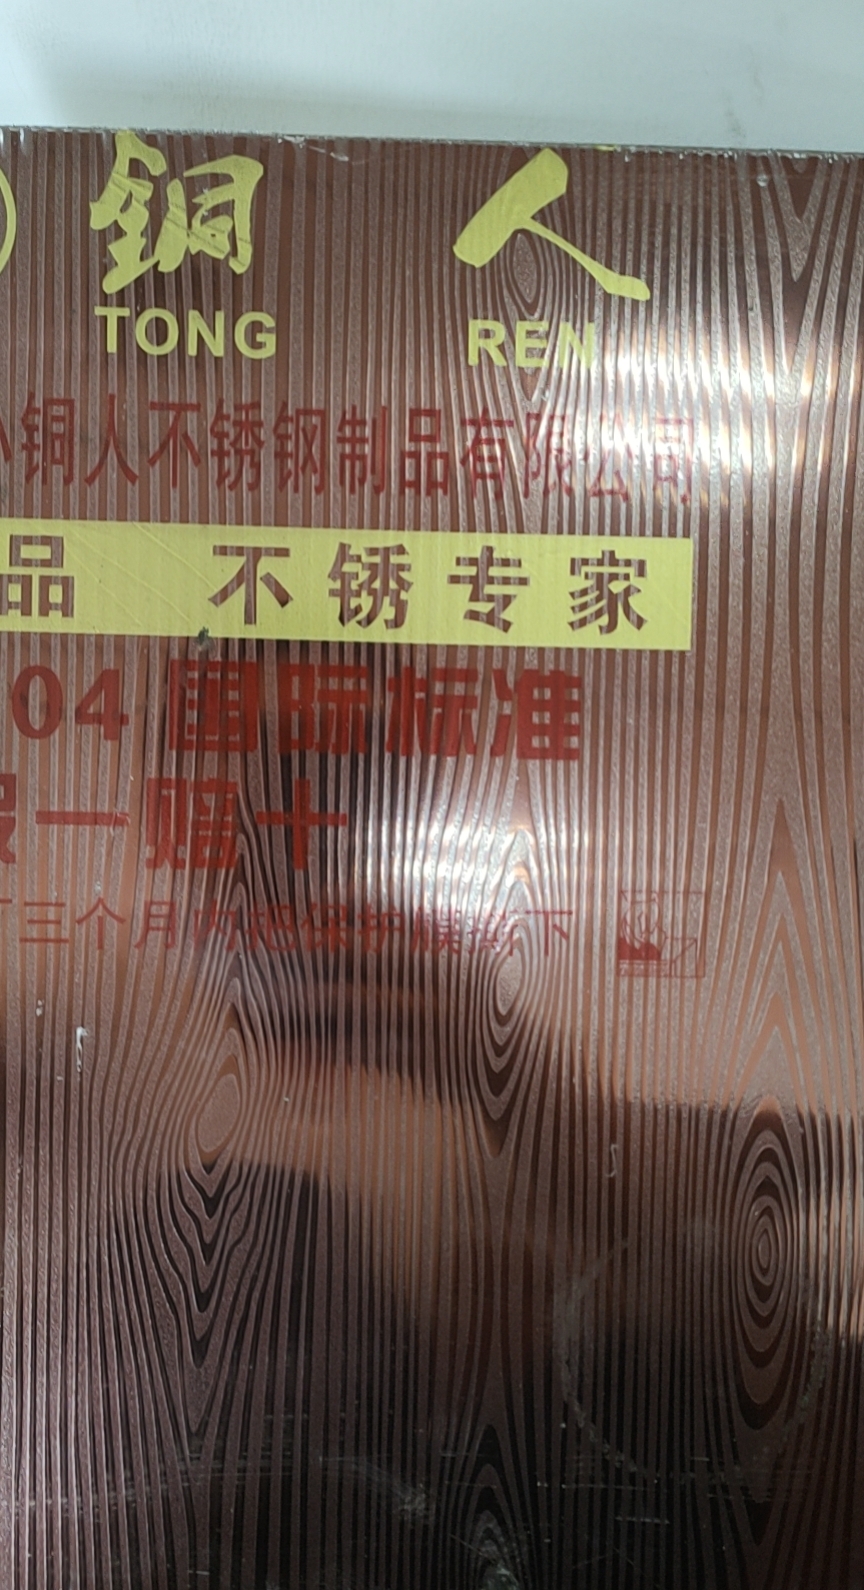 銅 人
TONG REN
小铜人不锈钢制品有限公司
品 不锈专家
04 国际标准
假一赔十
三个月内把保护膜撕下